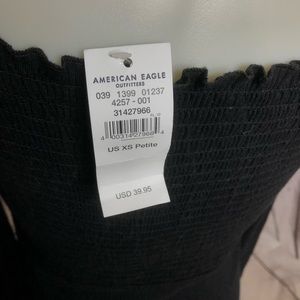 AMERICAN EAGLE
OUTFITTERS
039 1399 01237
4257 - 001
31427966
US XS Petite
USD 39.95